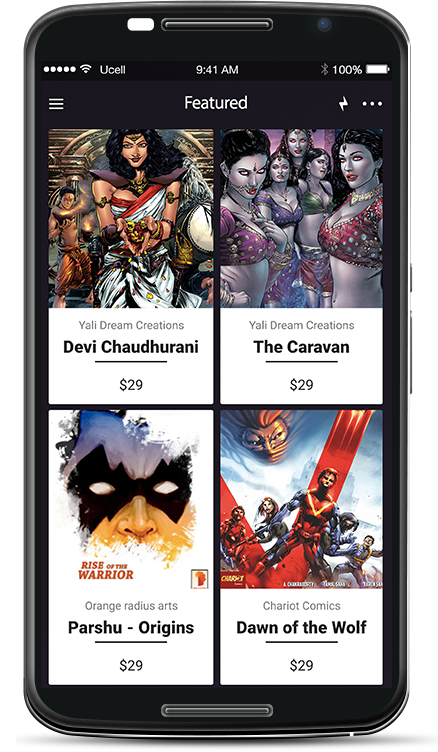 Ucell 9:41 AM 100%
Featured
Yali Dream Creations
Devi Chaudhurani
$29
Yali Dream Creations
The Caravan
$29
RISE OF THE
WARRIOR
Orange radius arts
Parshu - Origins
$29
CHARIOT
A. CHAKRABORTY
Chariot Comics
Dawn of the Wolf
$29